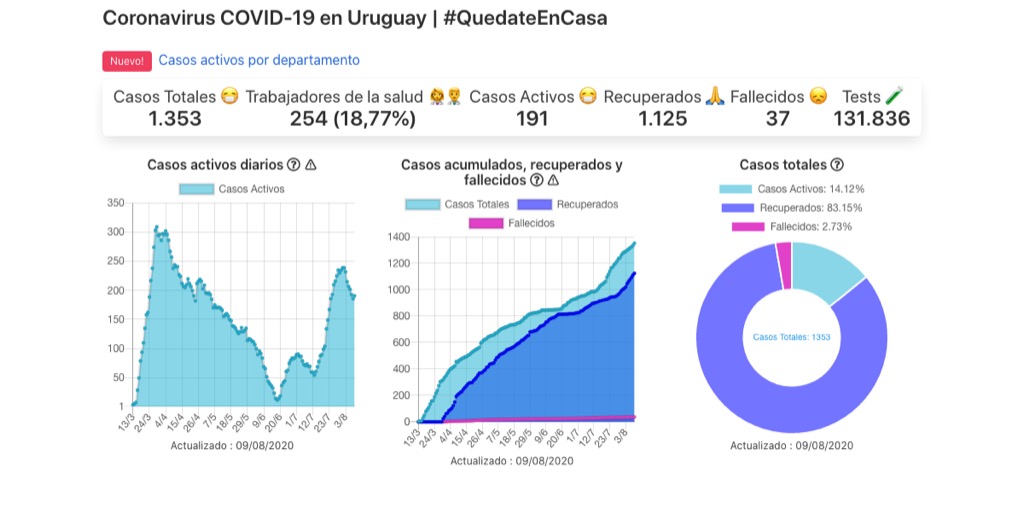 Coronavirus COVID-19 en Uruguay | #QuedateEnCasa
Nuevo! Casos activos por departamento
Casos Totales 😷 Trabajadores de la salud 👩‍⚕️👨‍⚕️ Casos Activos 😷 Recuperados 🙏 Fallecidos 😞 Tests 🧪
1.353 254 (18,77%) 191 1.125 37 131.836
Casos activos diarios
Casos Activos
350
300
250
200
150
100
50
1
13/3 24/3 4/4 15/4 26/4 7/5 18/5 29/5 9/6 20/6 1/7 12/7 23/7 3/8
Actualizado : 09/08/2020
Casos acumulados, recuperados y
fallecidos
Casos Totales Recuperados
Fallecidos
1400
1200
1000
800
600
400
200
0
13/3 24/3 4/4 15/4 26/4 7/5 18/5 29/5 9/6 20/6 1/7 12/7 23/7 3/8
Actualizado : 09/08/2020
Casos totales
Casos Activos: 14.12%
Recuperados: 83.15%
Fallecidos: 2.73%
Casos Totales: 1353
Actualizado : 09/08/2020